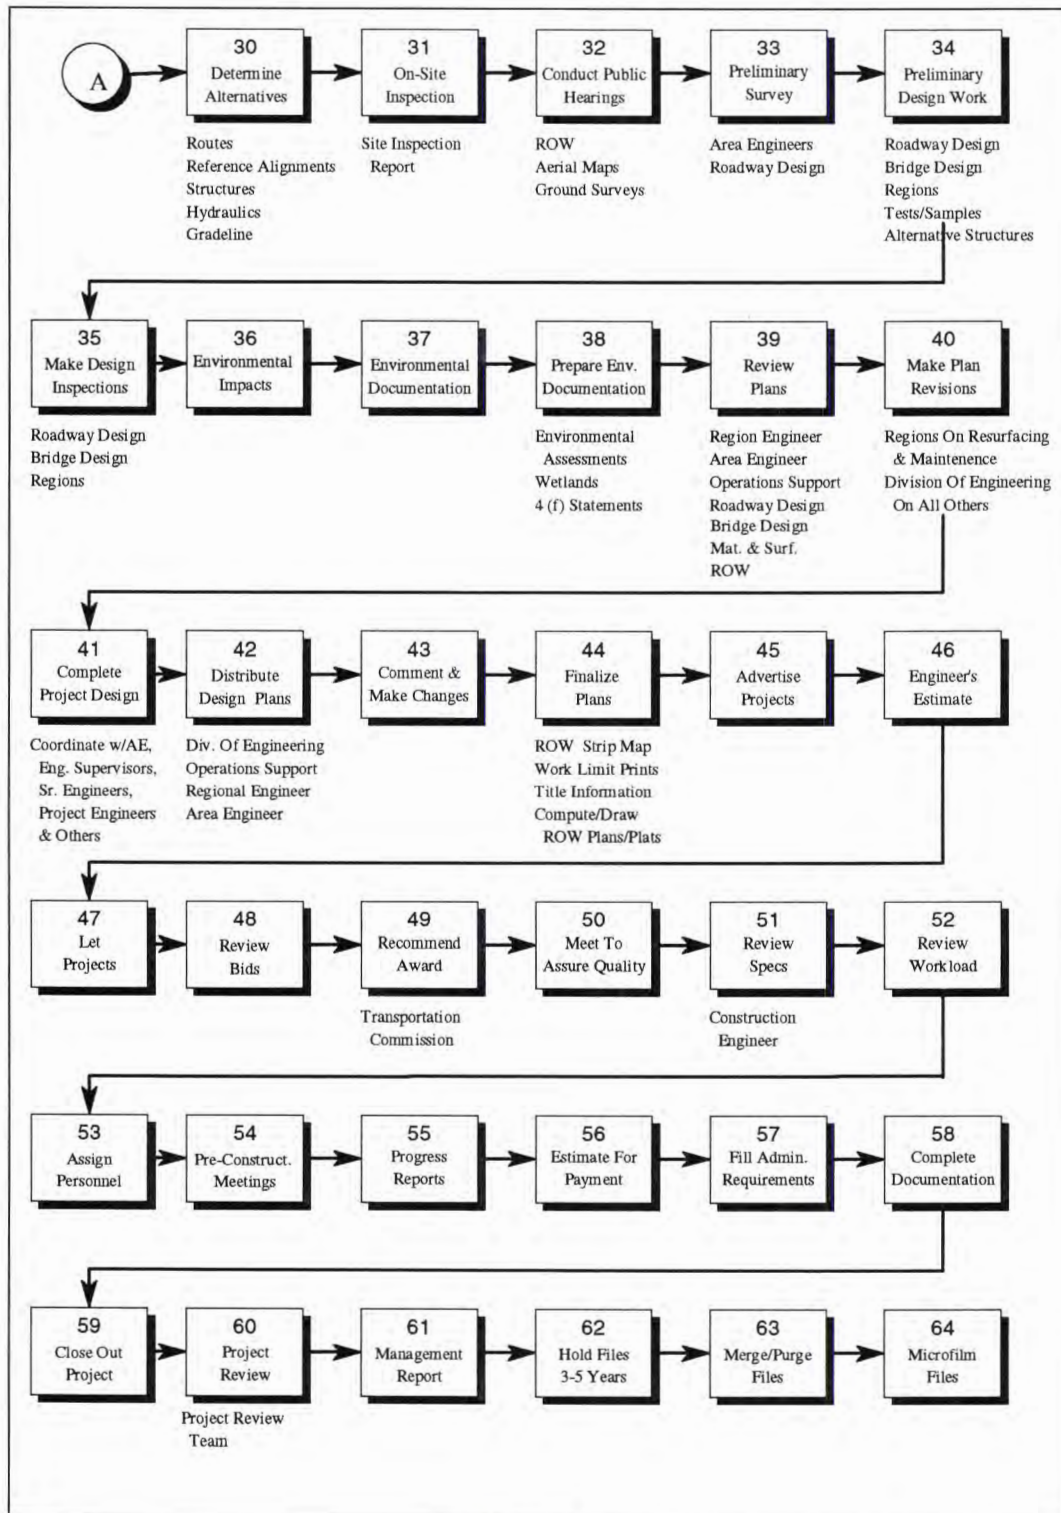 A
30
Determine
Alternatives
Routes
Reference Alignments
Structures
Hydraulics
Gradeline
31
On-Site
Inspection
Site Inspection
Report
32
Conduct Public
Hearings
ROW
Aerial Maps
Ground Surveys
33
Preliminary
Survey
Area Engineers
Roadway Design
34
Preliminary
Design Work
Roadway Design
Bridge Design
Regions
Tests/Samples
Alternative Structures
35
Make Design
Inspections
Roadway Design
Bridge Design
Regions
36
Environmental
Impacts
37
Environmental
Documentation
38
Prepare Env.
Documentation
Environmental
Assessments
Wetlands
4 (f) Statements
39
Review
Plans
Region Engineer
Area Engineer
Operations Support
Roadway Design
Bridge Design
Mat. & Surf.
ROW
40
Make Plan
Revisions
Regions On Resurfacing
& Maintenence
Division Of Engineering
On All Others
41
Complete
Project Design
Coordinate w/AE,
Eng. Supervisors,
Sr. Engineers,
Project Engineers
& Others
42
Distribute
Design Plans
Div. Of Engineering
Operations Support
Regional Engineer
Area Engineer
43
Comment &
Make Changes
44
Finalize
Plans
ROW Strip Map
Work Limit Prints
Title Information
Compute/Draw
ROW Plans/Plats
45
Advertise
Projects
46
Engineer's
Estimate
47
Let
Projects
48
Review
Bids
49
Recommend
Award
Transportation
Commission
50
Meet To
Assure Quality
51
Review
Specs
Construction
Engineer
52
Review
Workload
53
Assign
Personnel
54
Pre-Construct.
Meetings
55
Progress
Reports
56
Estimate For
Payment
57
Fill Admin.
Requirements
58
Complete
Documentation
59
Close Out
Project
60
Project
Review
Project Review
Team
61
Management
Report
62
Hold Files
3-5 Years
63
Merge/Purge
Files
64
Microfilm
Files